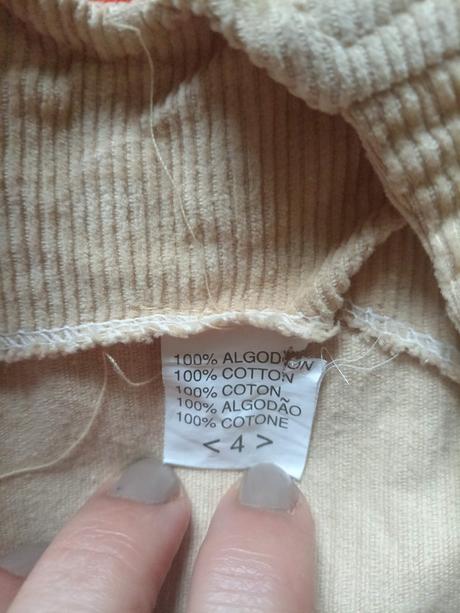 100% ALGODÓN
100% COTTON
100% COTON
100% ALGODÃO
100% COTONE
< 4 >